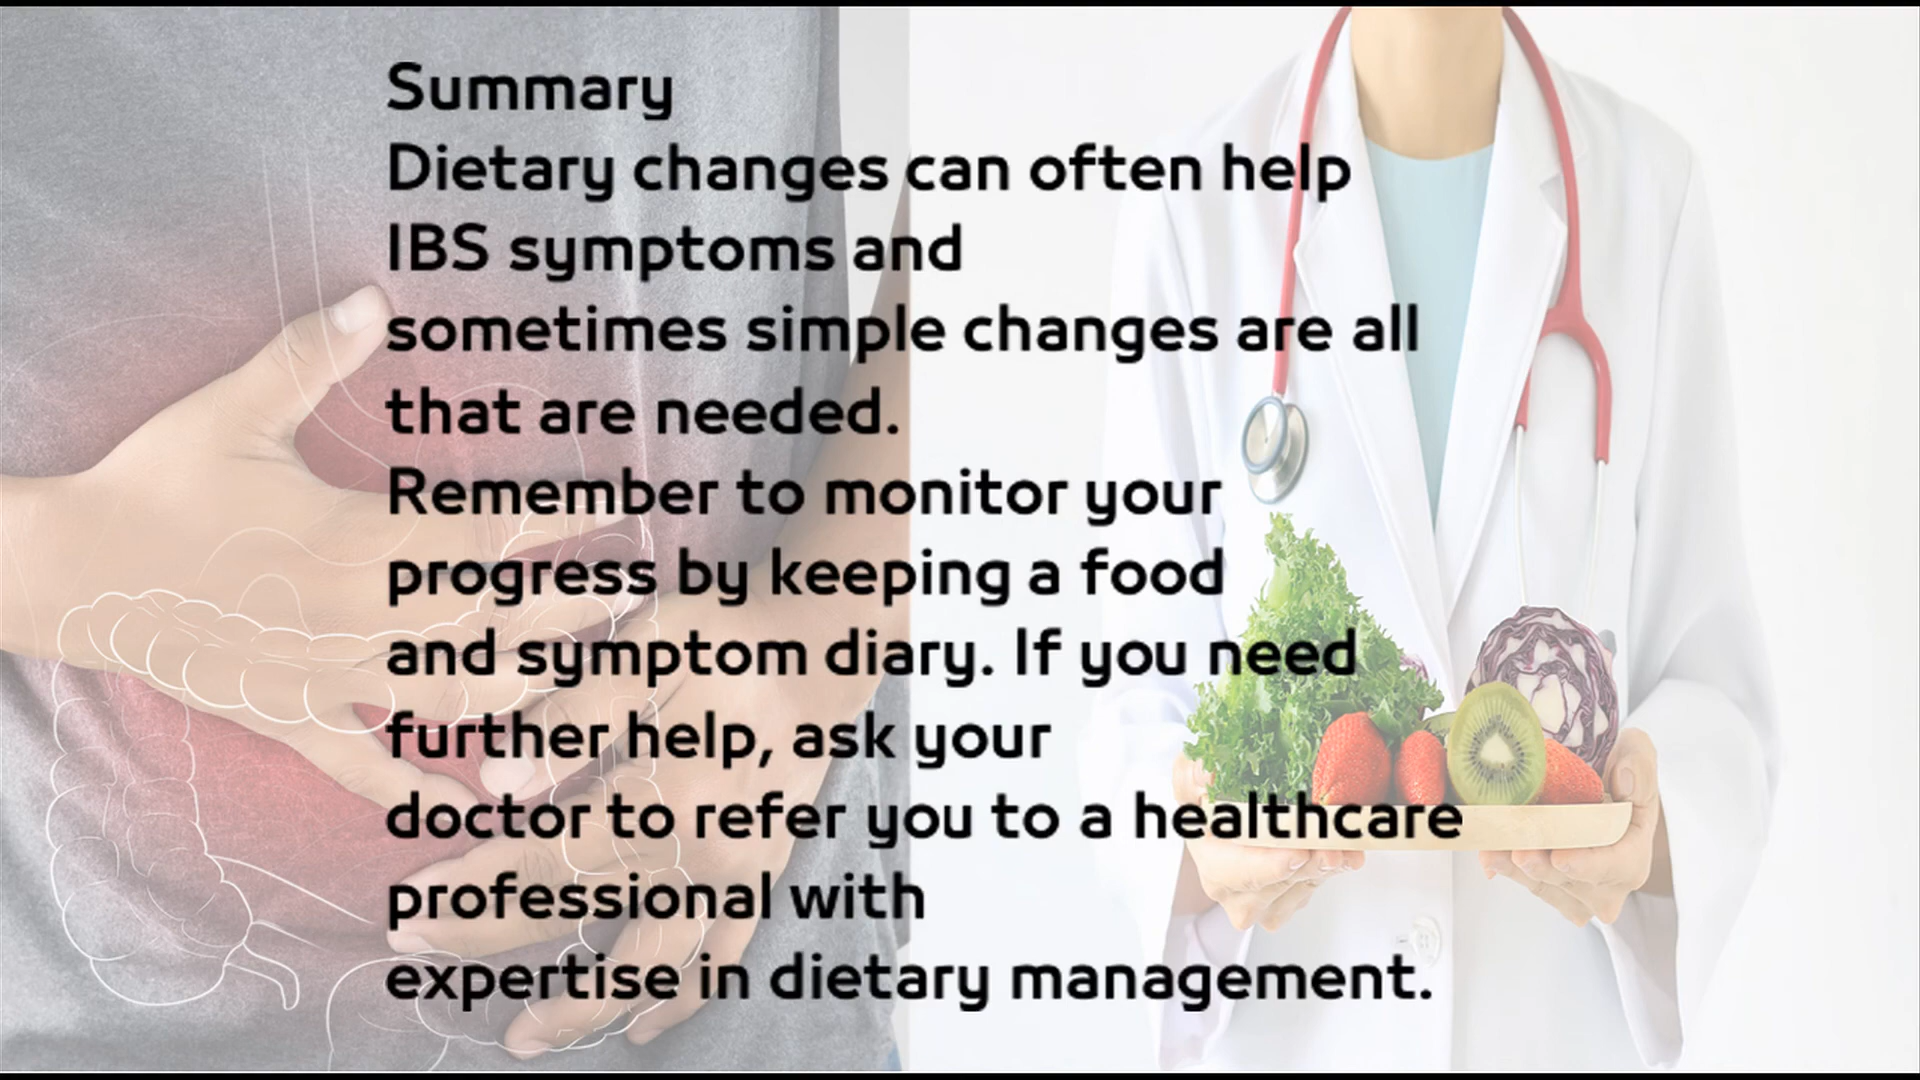 Summary
Dietary changes can often help
IBS symptoms and
sometimes simple changes are all
that are needed.
Remember to monitor your
progress by keeping a food
and symptom diary. If you need
further help, ask your
doctor to refer you to a healthcare
professional with
expertise in dietary management.